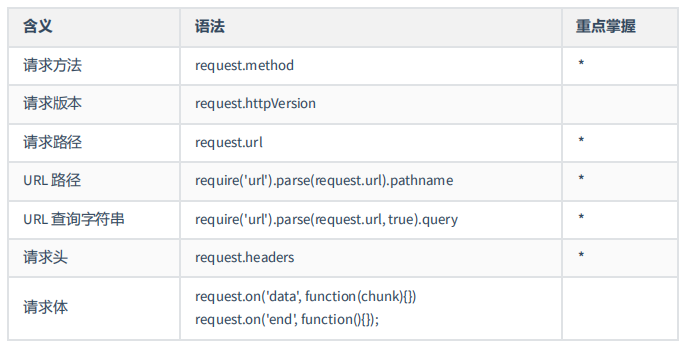 含义 语法 重点掌握
请求方法 request.method *
请求版本 request.httpVersion
请求路径 request.url *
URL 路径 require('url').parse(request.url).pathname *
URL 查询字符串 require('url').parse(request.url, true).query *
请求头 request.headers *
请求体 request.on('data', function(chunk){})
request.on('end', function(){});